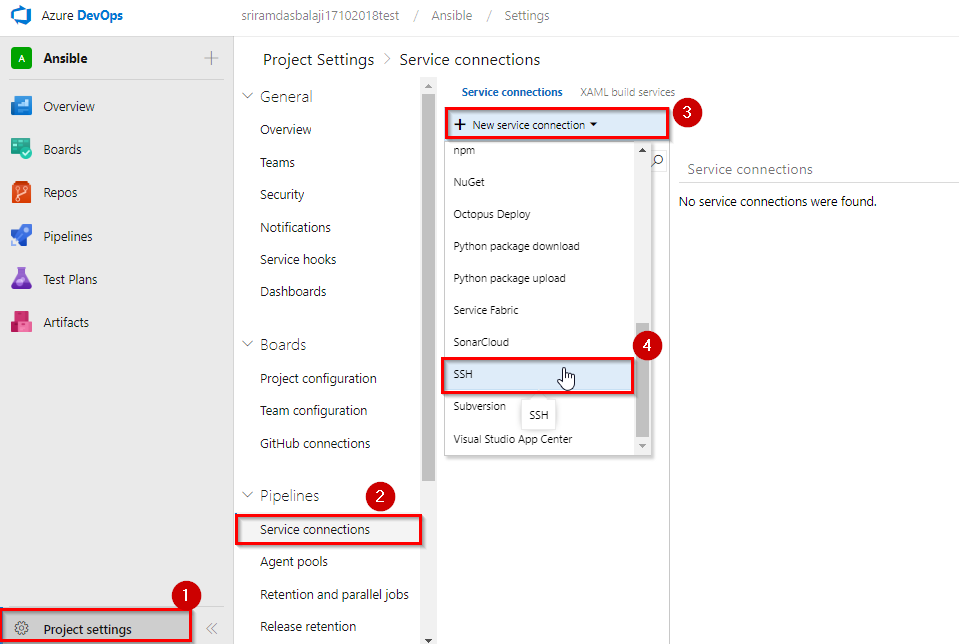 Azure DevOps
sriramdasbalaji17102018test / Ansible / Settings
A Ansible
Overview
Boards
Repos
Pipelines
Test Plans
Artifacts
1
Project settings
Project Settings > Service connections
General
Overview
Teams
Security
Notifications
Service hooks
Dashboards
Boards
Project configuration
Team configuration
GitHub connections
Pipelines
2
Service connections
Agent pools
Retention and parallel jobs
Release retention
Service connections XAML build services
+ New service connection
3
npm
NuGet
Octopus Deploy
Python package download
Python package upload
Service Fabric
SonarCloud
4
SSH
Subversion
SSH
Visual Studio App Center
Service connections
No service connections were found.